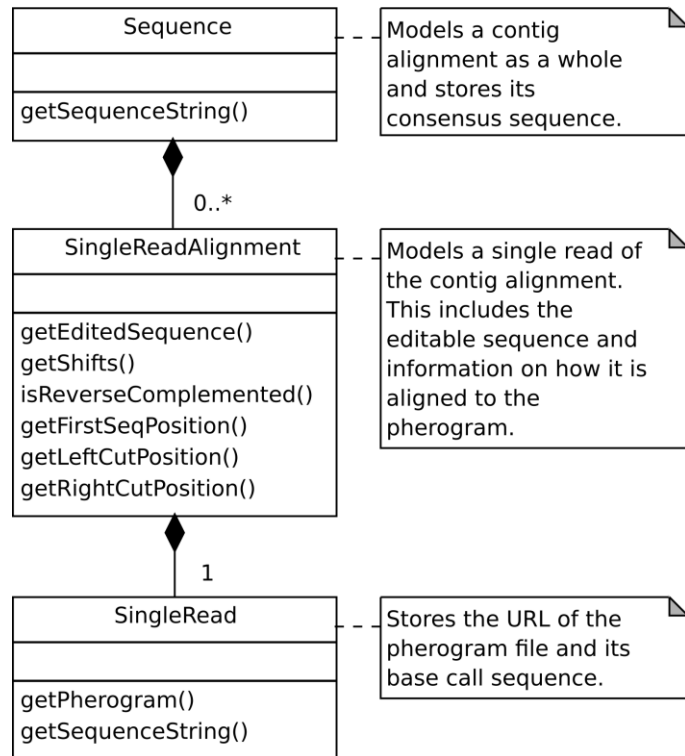 Sequence
getSequenceString()
Models a contig
alignment as a whole
and stores its
consensus sequence.
0..*
SingleReadAlignment
getEditedSequence()
getShifts()
isReverseComplemented()
getFirstSeqPosition()
getLeftCutPosition()
getRightCutPosition()
Models a single read of
the contig alignment.
This includes the
editable sequence and
information on how it is
aligned to the
pherogram.
1
SingleRead
getPherogram()
getSequenceString()
Stores the URL of the
pherogram file and its
base call sequence.